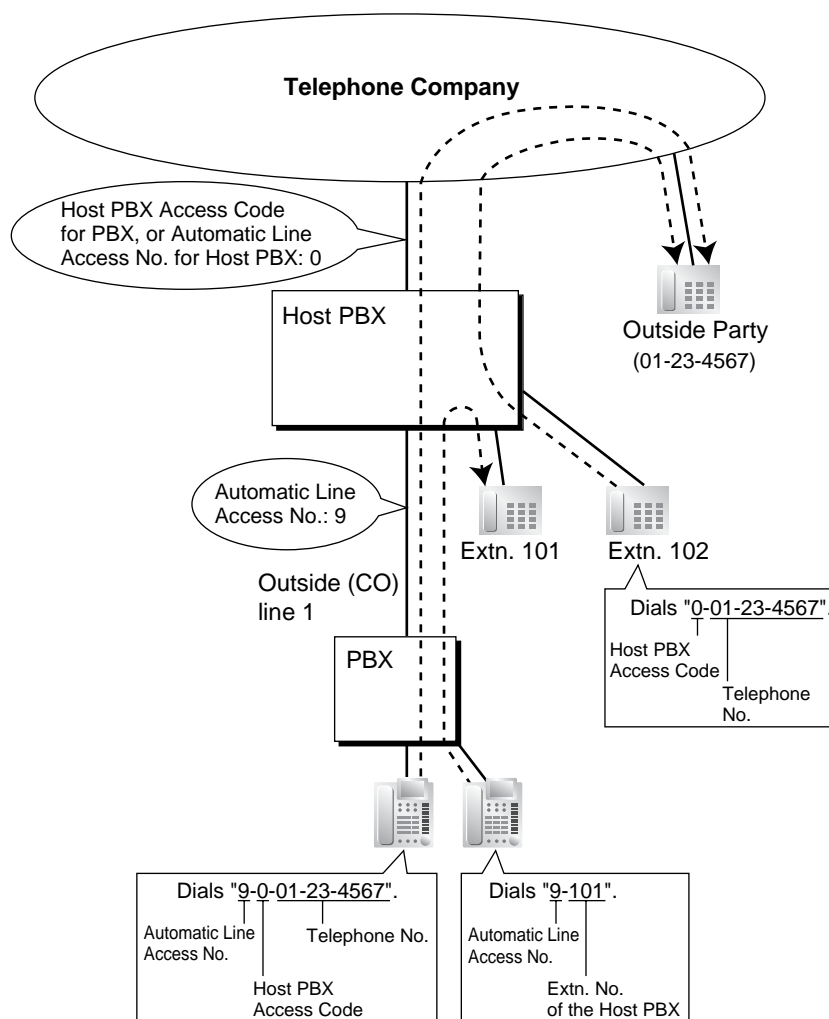 Telephone Company
Host PBX Access Code
for PBX, or Automatic Line
Access No. for Host PBX: 0
Host PBX
Outside Party
(01-23-4567)
Automatic Line
Access No.: 9
Extn. 101
Extn. 102
Outside (CO)
line 1
Dials "0-01-23-4567".
Host PBX
Access Code
Telephone
No.
PBX
Dials "9-0-01-23-4567".
Automatic Line
Access No.
Telephone No.
Host PBX
Access Code
Dials "9-101".
Automatic Line
Access No.
Extn. No.
of the Host PBX